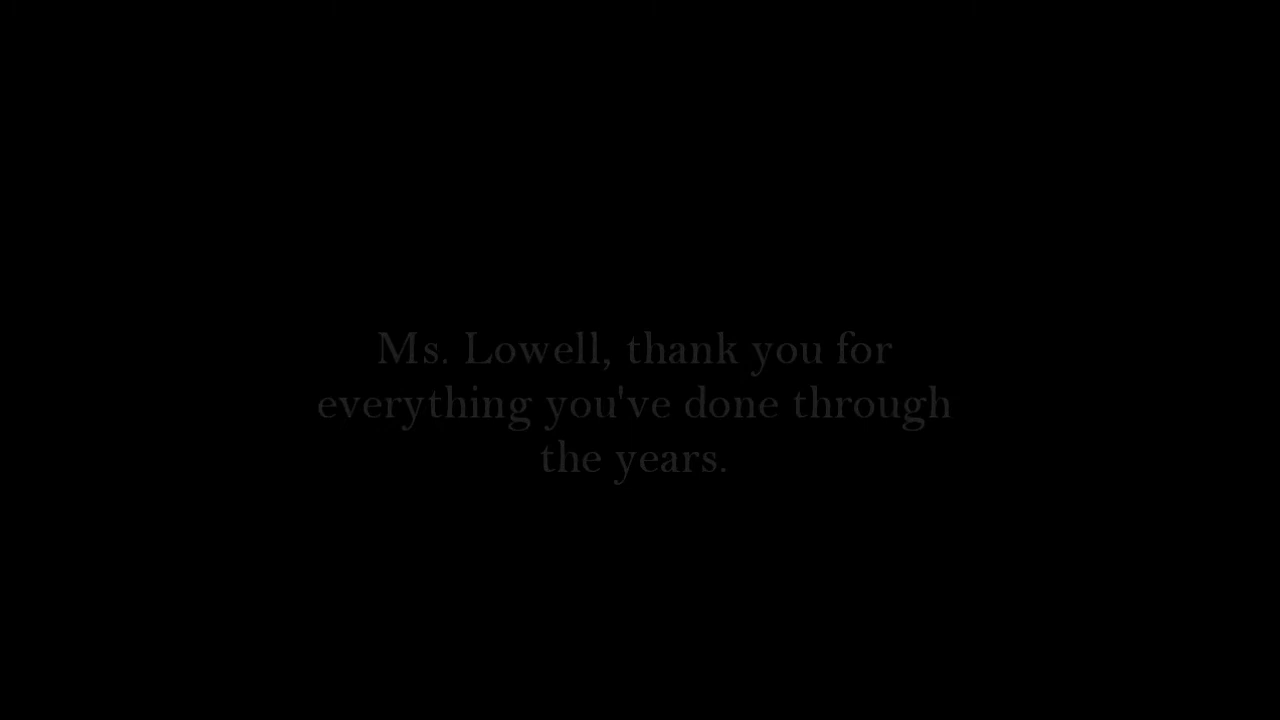 Ms. Lowell, thank you for
everything you've done through
the years.